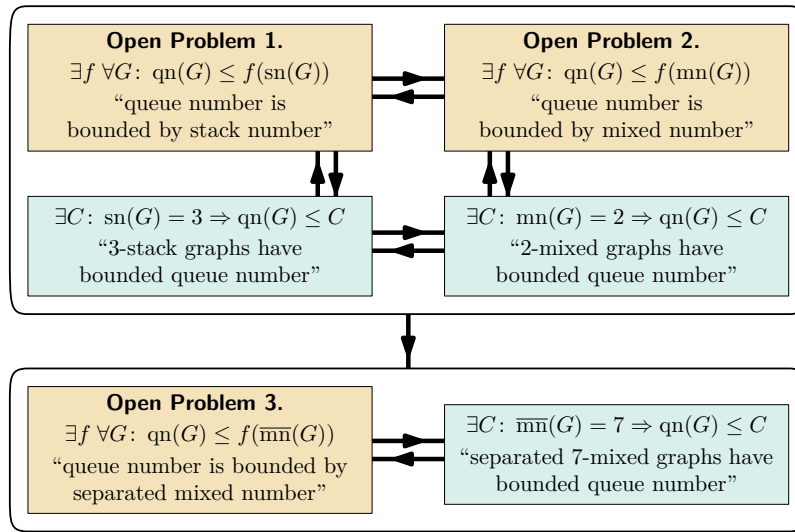 Open Problem 1.
∃f ∀G: qn(G) ≤ f(sn(G))
“queue number is
bounded by stack number”
Open Problem 2.
∃f ∀G: qn(G) ≤ f(mn(G))
“queue number is
bounded by mixed number”
∃C: sn(G) = 3 ⇒ qn(G) ≤ C
“3-stack graphs have
bounded queue number”
∃C: mn(G) = 2 ⇒ qn(G) ≤ C
“2-mixed graphs have
bounded queue number”
Open Problem 3.
∃f ∀G: qn(G) ≤ f(m̅n̅(G))
“queue number is bounded by
separated mixed number”
∃C: m̅n̅(G) = 7 ⇒ qn(G) ≤ C
“separated 7-mixed graphs have
bounded queue number”